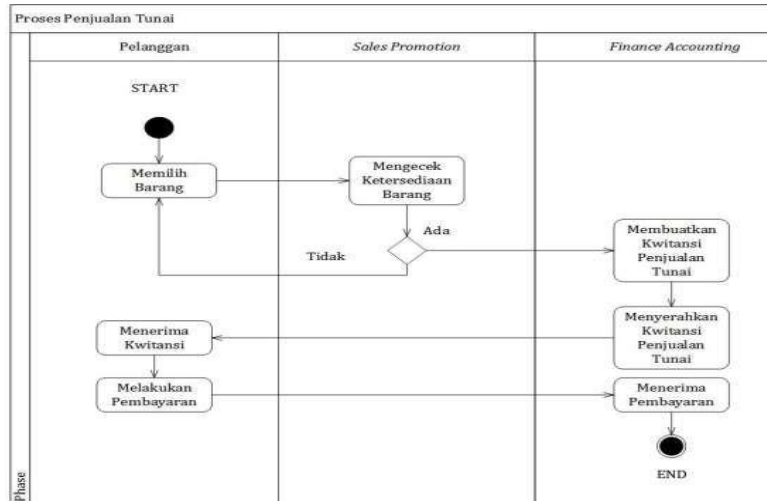 Proses Penjualan Tunai
Pelanggan
Sales Promotion
Finance Accounting
START
Memilih
Barang
Mengecek
Ketersediaan
Barang
Ada
Tidak
Membuatkan
Kwitansi
Penjualan
Tunai
Menyerahkan
Kwitansi
Penjualan
Tunai
Menerima
Kwitansi
Melakukan
Pembayaran
Menerima
Pembayaran
END
Phase